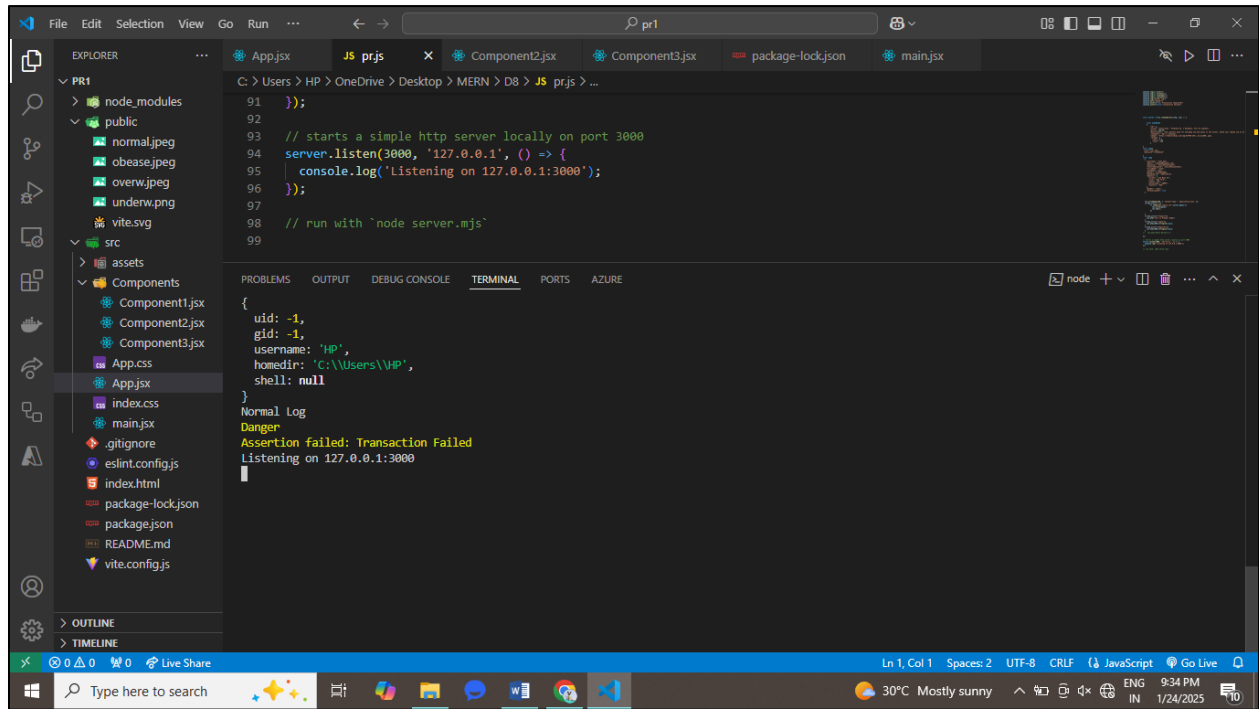 File Edit Selection View Go Run ··· pr1
EXPLORER ···
PR1
node_modules
public
normal.jpeg
obease.jpeg
overw.jpeg
underw.png
vite.svg
src
assets
Components
Component1.jsx
Component2.jsx
Component3.jsx
App.css
App.jsx
index.css
main.jsx
.gitignore
eslint.config.js
index.html
package-lock.json
package.json
README.md
vite.config.js
OUTLINE
TIMELINE
App.jsx JS pr.js Component2.jsx Component3.jsx package-lock.json main.jsx
C: > Users > HP > OneDrive > Desktop > MERN > D8 > JS pr.js > ...
91 });
92
93 // starts a simple http server locally on port 3000
94 server.listen(3000, '127.0.0.1', () => {
95 console.log('Listening on 127.0.0.1:3000');
96 });
97
98 // run with `node server.mjs`
99
PROBLEMS OUTPUT DEBUG CONSOLE TERMINAL PORTS AZURE node
{
uid: -1,
gid: -1,
username: 'HP',
homedir: 'C:\\Users\\HP',
shell: null
}
Normal Log
Danger
Assertion failed: Transaction Failed
Listening on 127.0.0.1:3000
0 0 0 Live Share Ln 1, Col 1 Spaces: 2 UTF-8 CRLF JavaScript Go Live
Type here to search 30°C Mostly sunny ENG IN 9:34 PM 1/24/2025 10